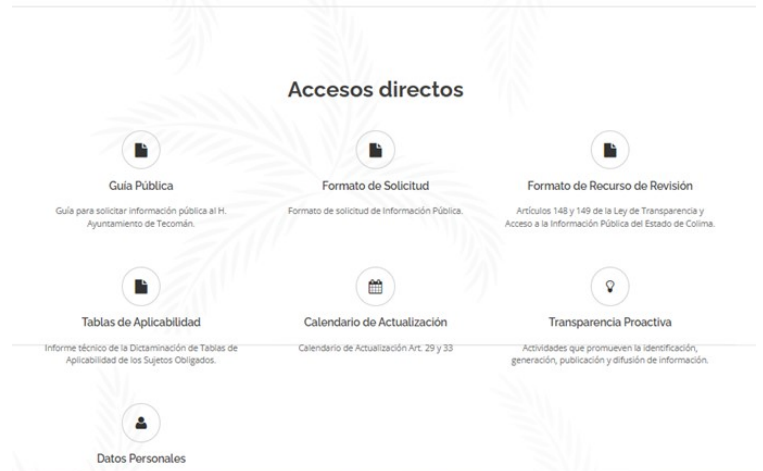 Accesos directos
Guía Pública
Guía para solicitar información pública al H.
Ayuntamiento de Tecomán.
Formato de Solicitud
Formato de solicitud de Información Pública.
Formato de Recurso de Revisión
Artículos 148 y 149 de la Ley de Transparencia y
Acceso a la Información Pública del Estado de Colima.
Tablas de Aplicabilidad
Informe técnico de la Dictaminación de Tablas de
Aplicabilidad de los Sujetos Obligados.
Calendario de Actualización
Calendario de Actualización Art. 29 y 33
Transparencia Proactiva
Actividades que promueven la identificación,
generación, publicación y difusión de información.
Datos Personales